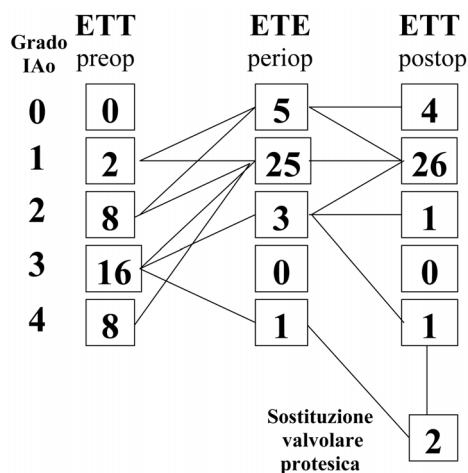 ETT ETE ETT
Grado
IAo
preop periop postop
0 0 5 4
1 2 25 26
2 8 3 1
3 16 0 0
4 8 1 1
Sostituzione
valvolare
protesica
2